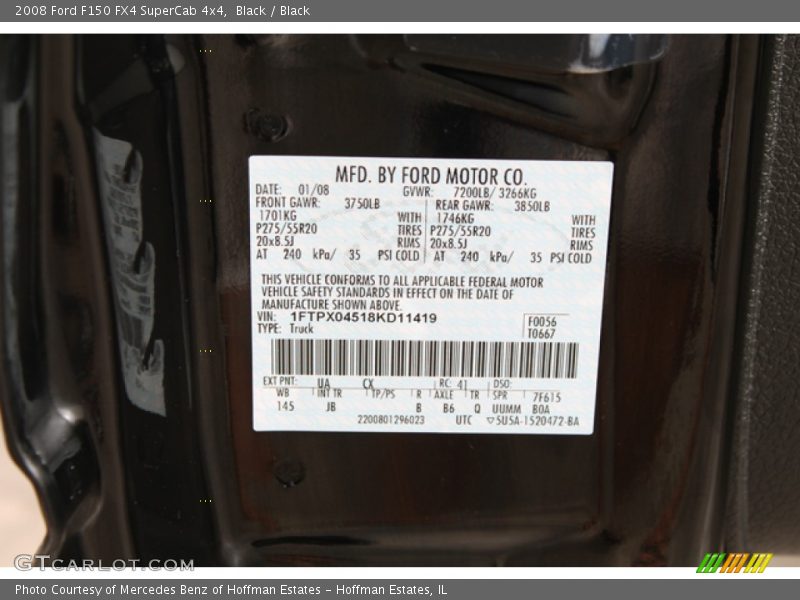 2008 Ford F150 FX4 SuperCab 4x4, Black / Black
MFD. BY FORD MOTOR CO.
DATE: 01/08 GVWR: 7200LB/ 3266KG
FRONT GAWR: 3750LB REAR GAWR: 3850LB
1701KG WITH 1746KG WITH
P275/55R20 TIRES P275/55R20 TIRES
20x8.5J RIMS 20x8.5J RIMS
AT 240 kPa/ 35 PSI COLD AT 240 kPa/ 35 PSI COLD
THIS VEHICLE CONFORMS TO ALL APPLICABLE FEDERAL MOTOR
VEHICLE SAFETY STANDARDS IN EFFECT ON THE DATE OF
MANUFACTURE SHOWN ABOVE.
VIN: 1FTPX04518KD11419
TYPE: Truck
F0056
T0667
EXT PNT: UA CX RC: 41 DSO:
WB INT TR TP/PS R AXLE TR SPR 7F615
145 JB B B6 Q UUMM B0A
2200801296023 UTC ▽5U5A-1520472-BA
GTCARLOT.COM
Photo Courtesy of Mercedes Benz of Hoffman Estates - Hoffman Estates, IL